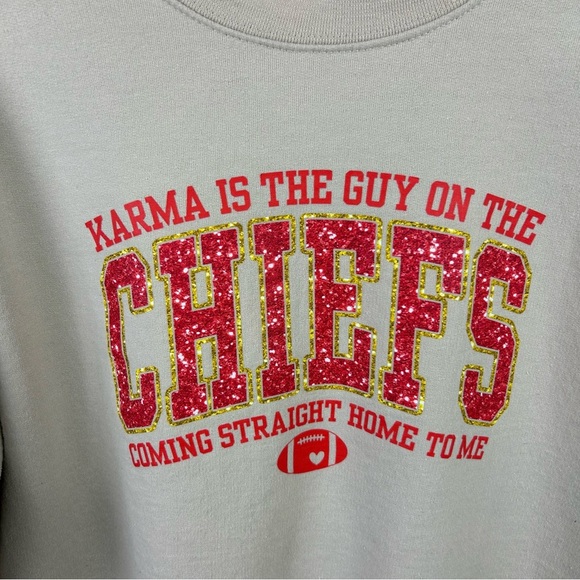 KARMA IS THE GUY ON THE
CHIEFS
COMING STRAIGHT HOME TO ME